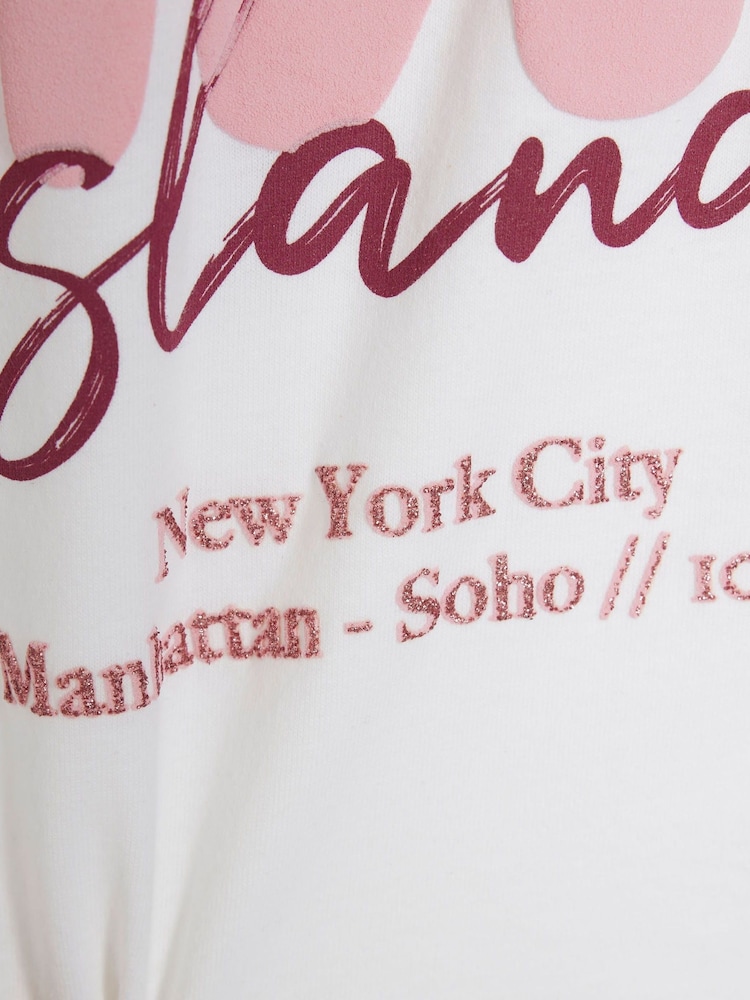 sland
New York City
Manhattan - Soho // 10